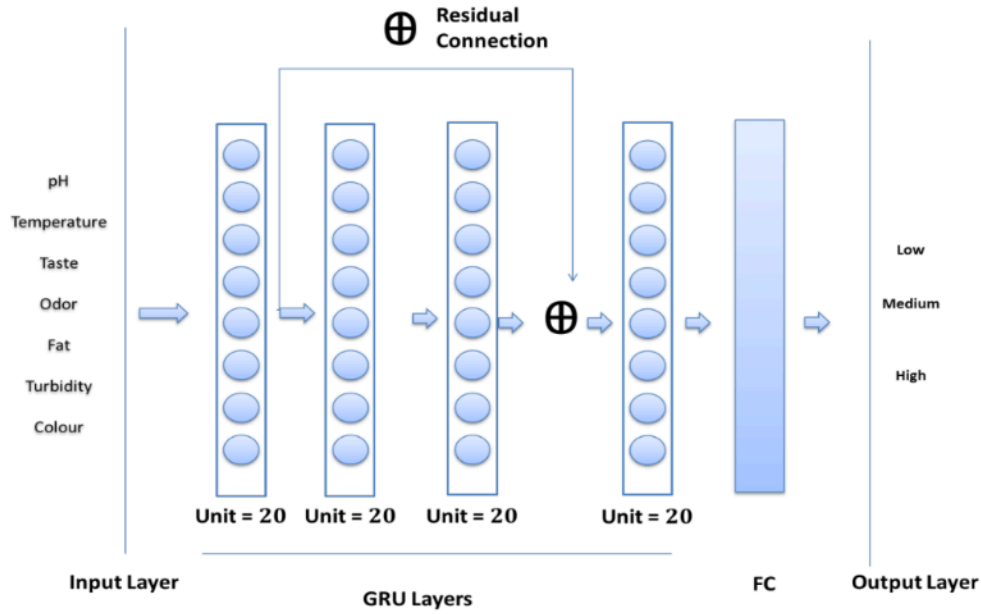 Residual
Connection
pH
Temperature
Taste
Odor
Fat
Turbidity
Colour
Low
Medium
High
Unit = 20
Unit = 20
Unit = 20
Unit = 20
Input Layer
GRU Layers
FC
Output Layer